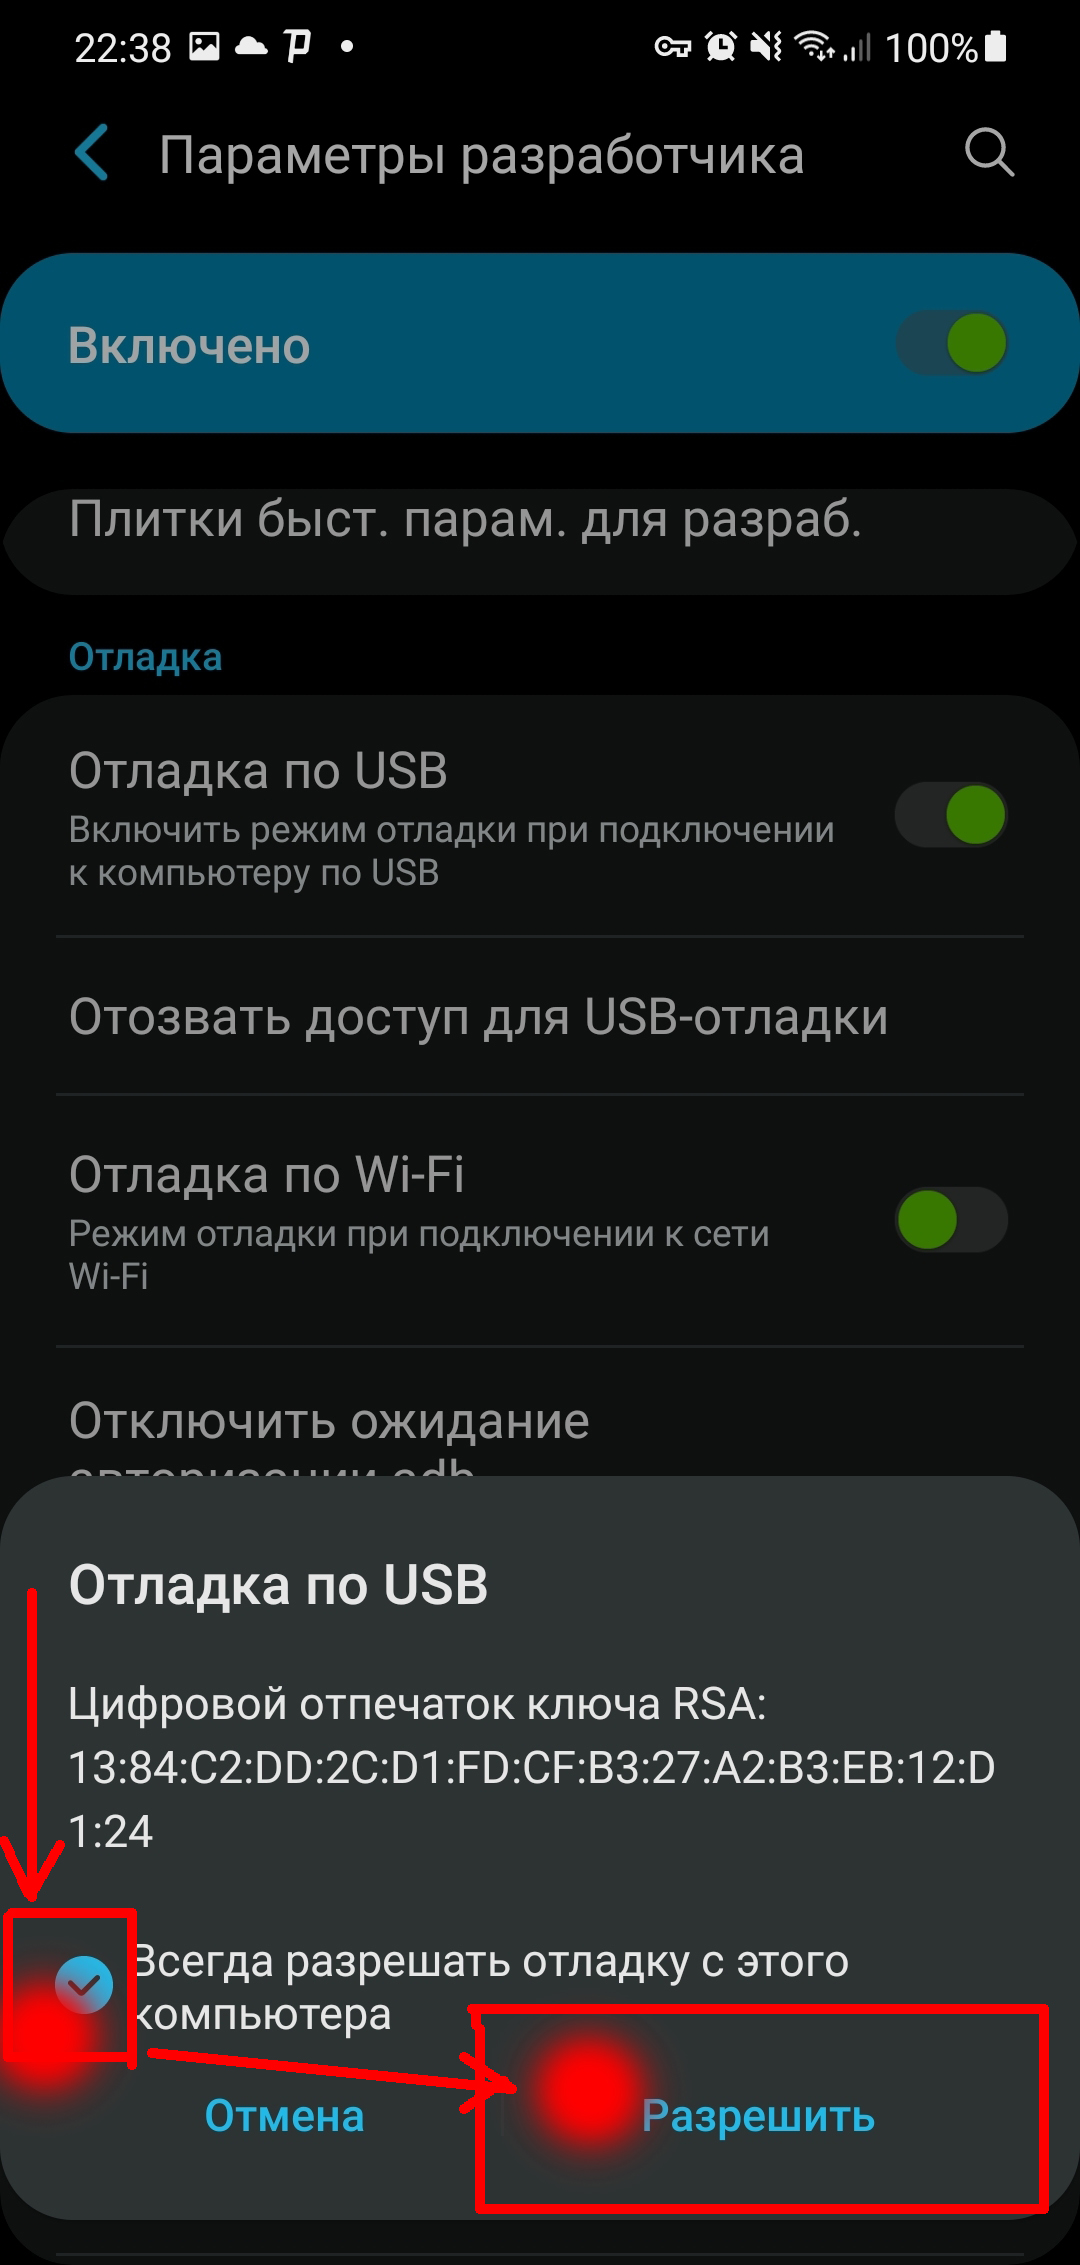 22:38
100%
Параметры разработчика
Включено
Плитки быст. парам. для разраб.
Отладка
Отладка по USB
Включить режим отладки при подключении
к компьютеру по USB
Отозвать доступ для USB-отладки
Отладка по Wi-Fi
Режим отладки при подключении к сети
Wi-Fi
Отключить ожидание
авторизации adb
Отладка по USB
Цифровой отпечаток ключа RSA:
13:84:C2:DD:2C:D1:FD:CF:B3:27:A2:B3:EB:12:D
1:24
Всегда разрешать отладку с этого
компьютера
Отмена
Разрешить